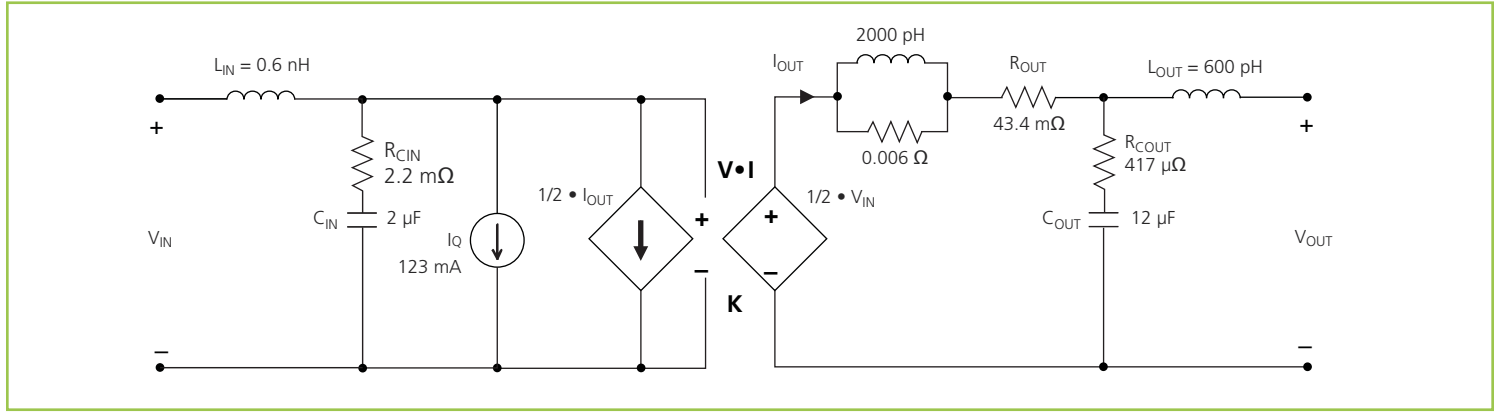 L_IN = 0.6 nH
+
R_CIN
2.2 mΩ
C_IN
2 µF
V_IN
I_Q
123 mA
1/2 • I_OUT
–
V•I
+
–
K
+
–
1/2 • V_IN
I_OUT
2000 pH
0.006 Ω
R_OUT
43.4 mΩ
L_OUT = 600 pH
+
R_COUT
417 µΩ
C_OUT
12 µF
V_OUT
–